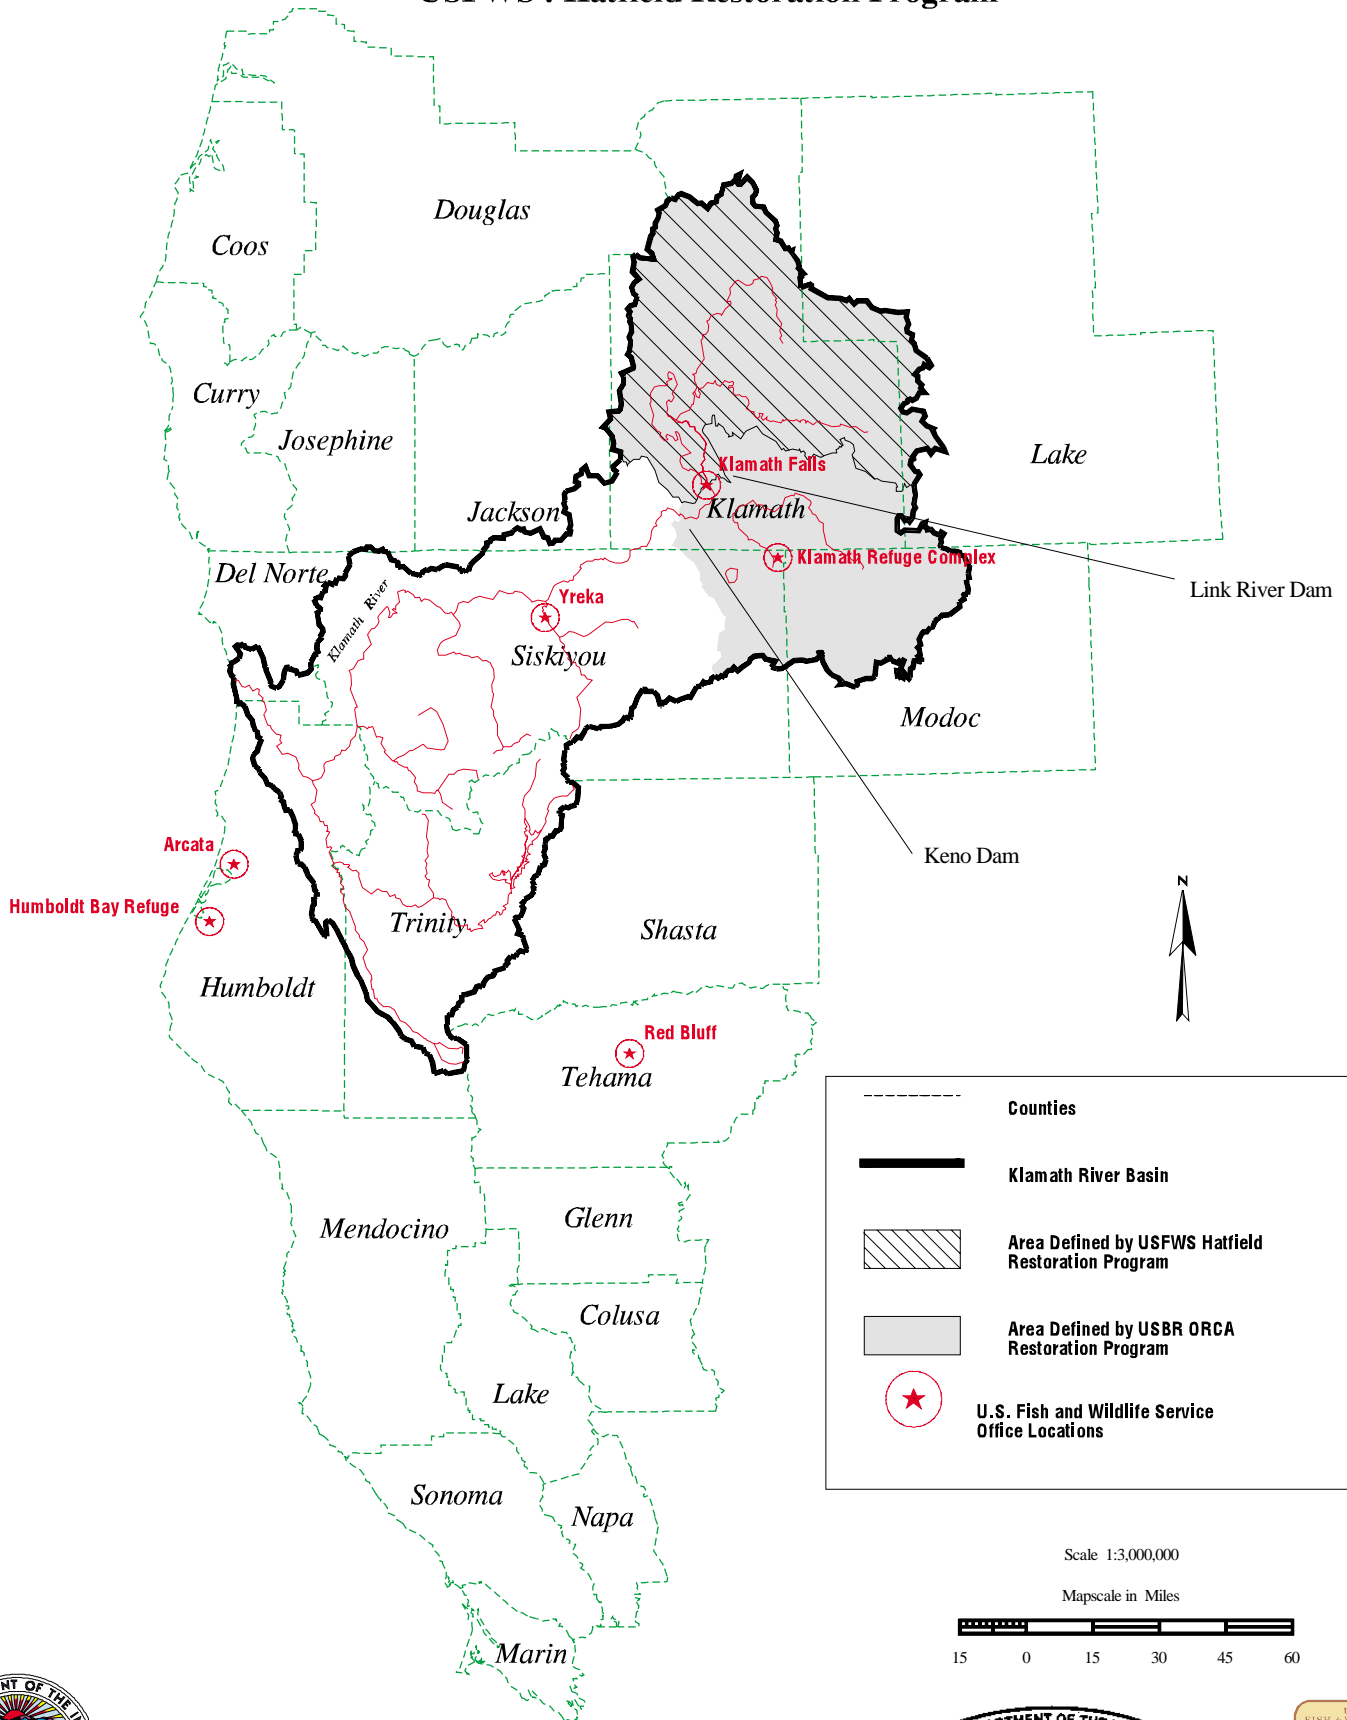 USFWS : Hatfield Restoration Program
Douglas
Coos
Curry
Josephine
Lake
Klamath Falls
Klamath
Jackson
Klamath Refuge Complex
Del Norte
Link River Dam
Klamath River
Yreka
Siskiyou
Modoc
Arcata
Keno Dam
N
Humboldt Bay Refuge
Trinity
Shasta
Humboldt
Red Bluff
Tehama
Counties
Klamath River Basin
Glenn
Mendocino
Area Defined by USFWS Hatfield
Restoration Program
Colusa
Area Defined by USBR ORCA
Restoration Program
Lake
U.S. Fish and Wildlife Service
Office Locations
Sonoma
Napa
Scale 1:3,000,000
Mapscale in Miles
Marin
15 0 15 30 45 60